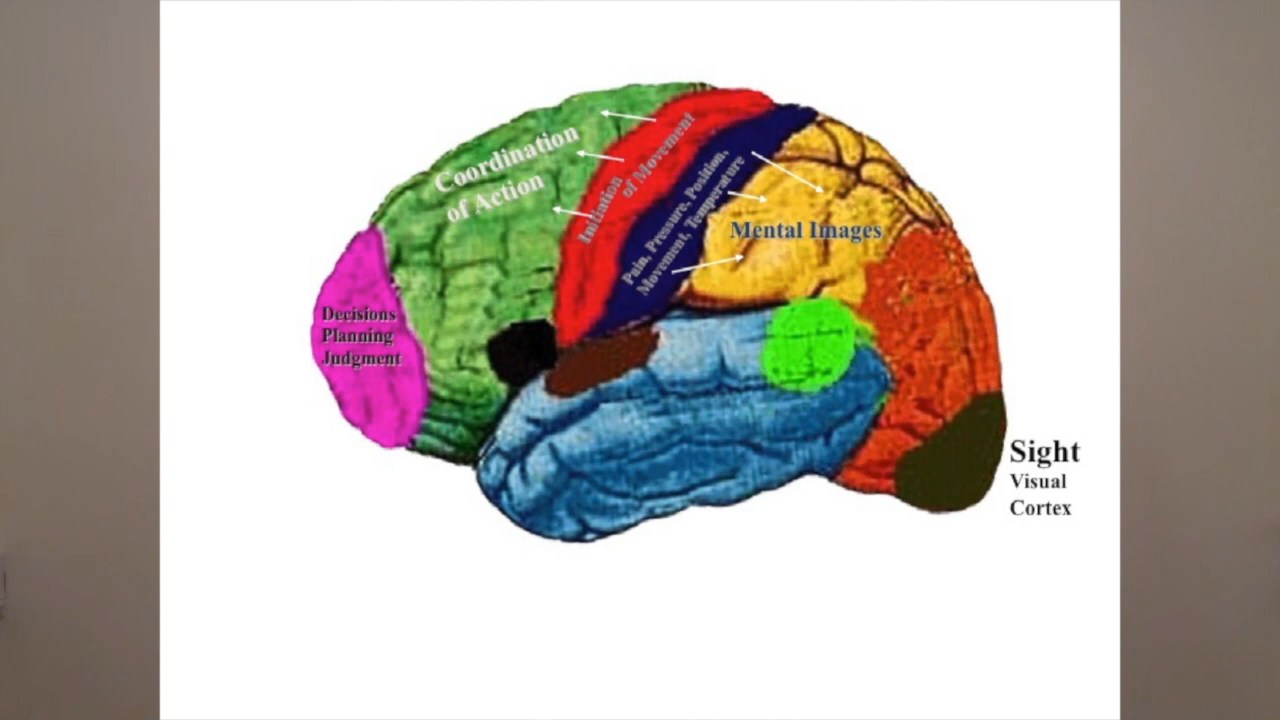 Coordination
of Action
Initiation
of Movement
Pain, Pressure, Position,
Movement, Temperature
Mental Images
Decisions
Planning
Judgment
Sight
Visual
Cortex